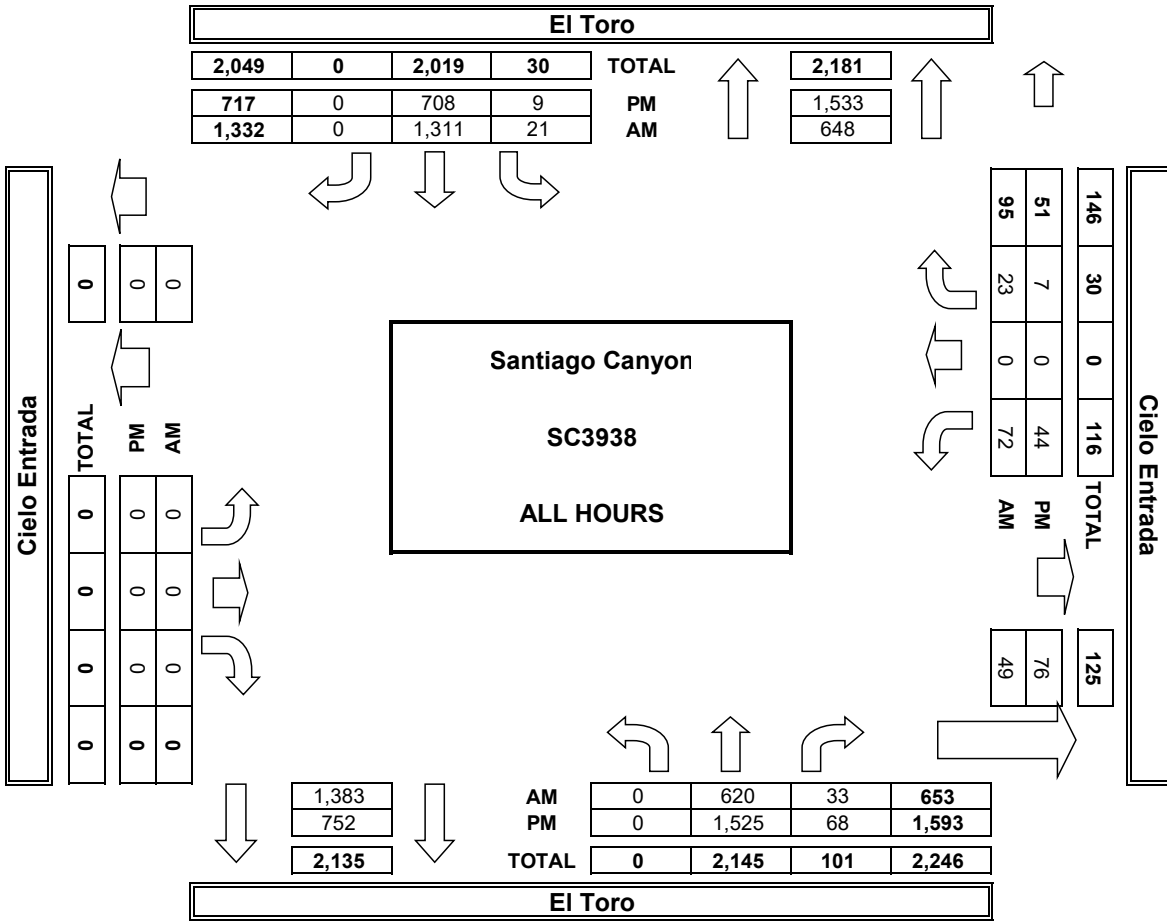 El Toro
2,049 0 2,019 30 TOTAL 2,181
717 0 708 9 PM 1,533
1,332 0 1,311 21 AM 648
Cielo Entrada
0 0 0
TOTAL PM AM
0 0 0
0 0 0
0 0 0
0 0 0
Santiago Canyon
SC3938
ALL HOURS
95 51 146
23 7 30
0 0 0
72 44 116
AM PM TOTAL
49 76 125
Cielo Entrada
1,383 AM 0 620 33 653
752 PM 0 1,525 68 1,593
2,135 TOTAL 0 2,145 101 2,246
El Toro